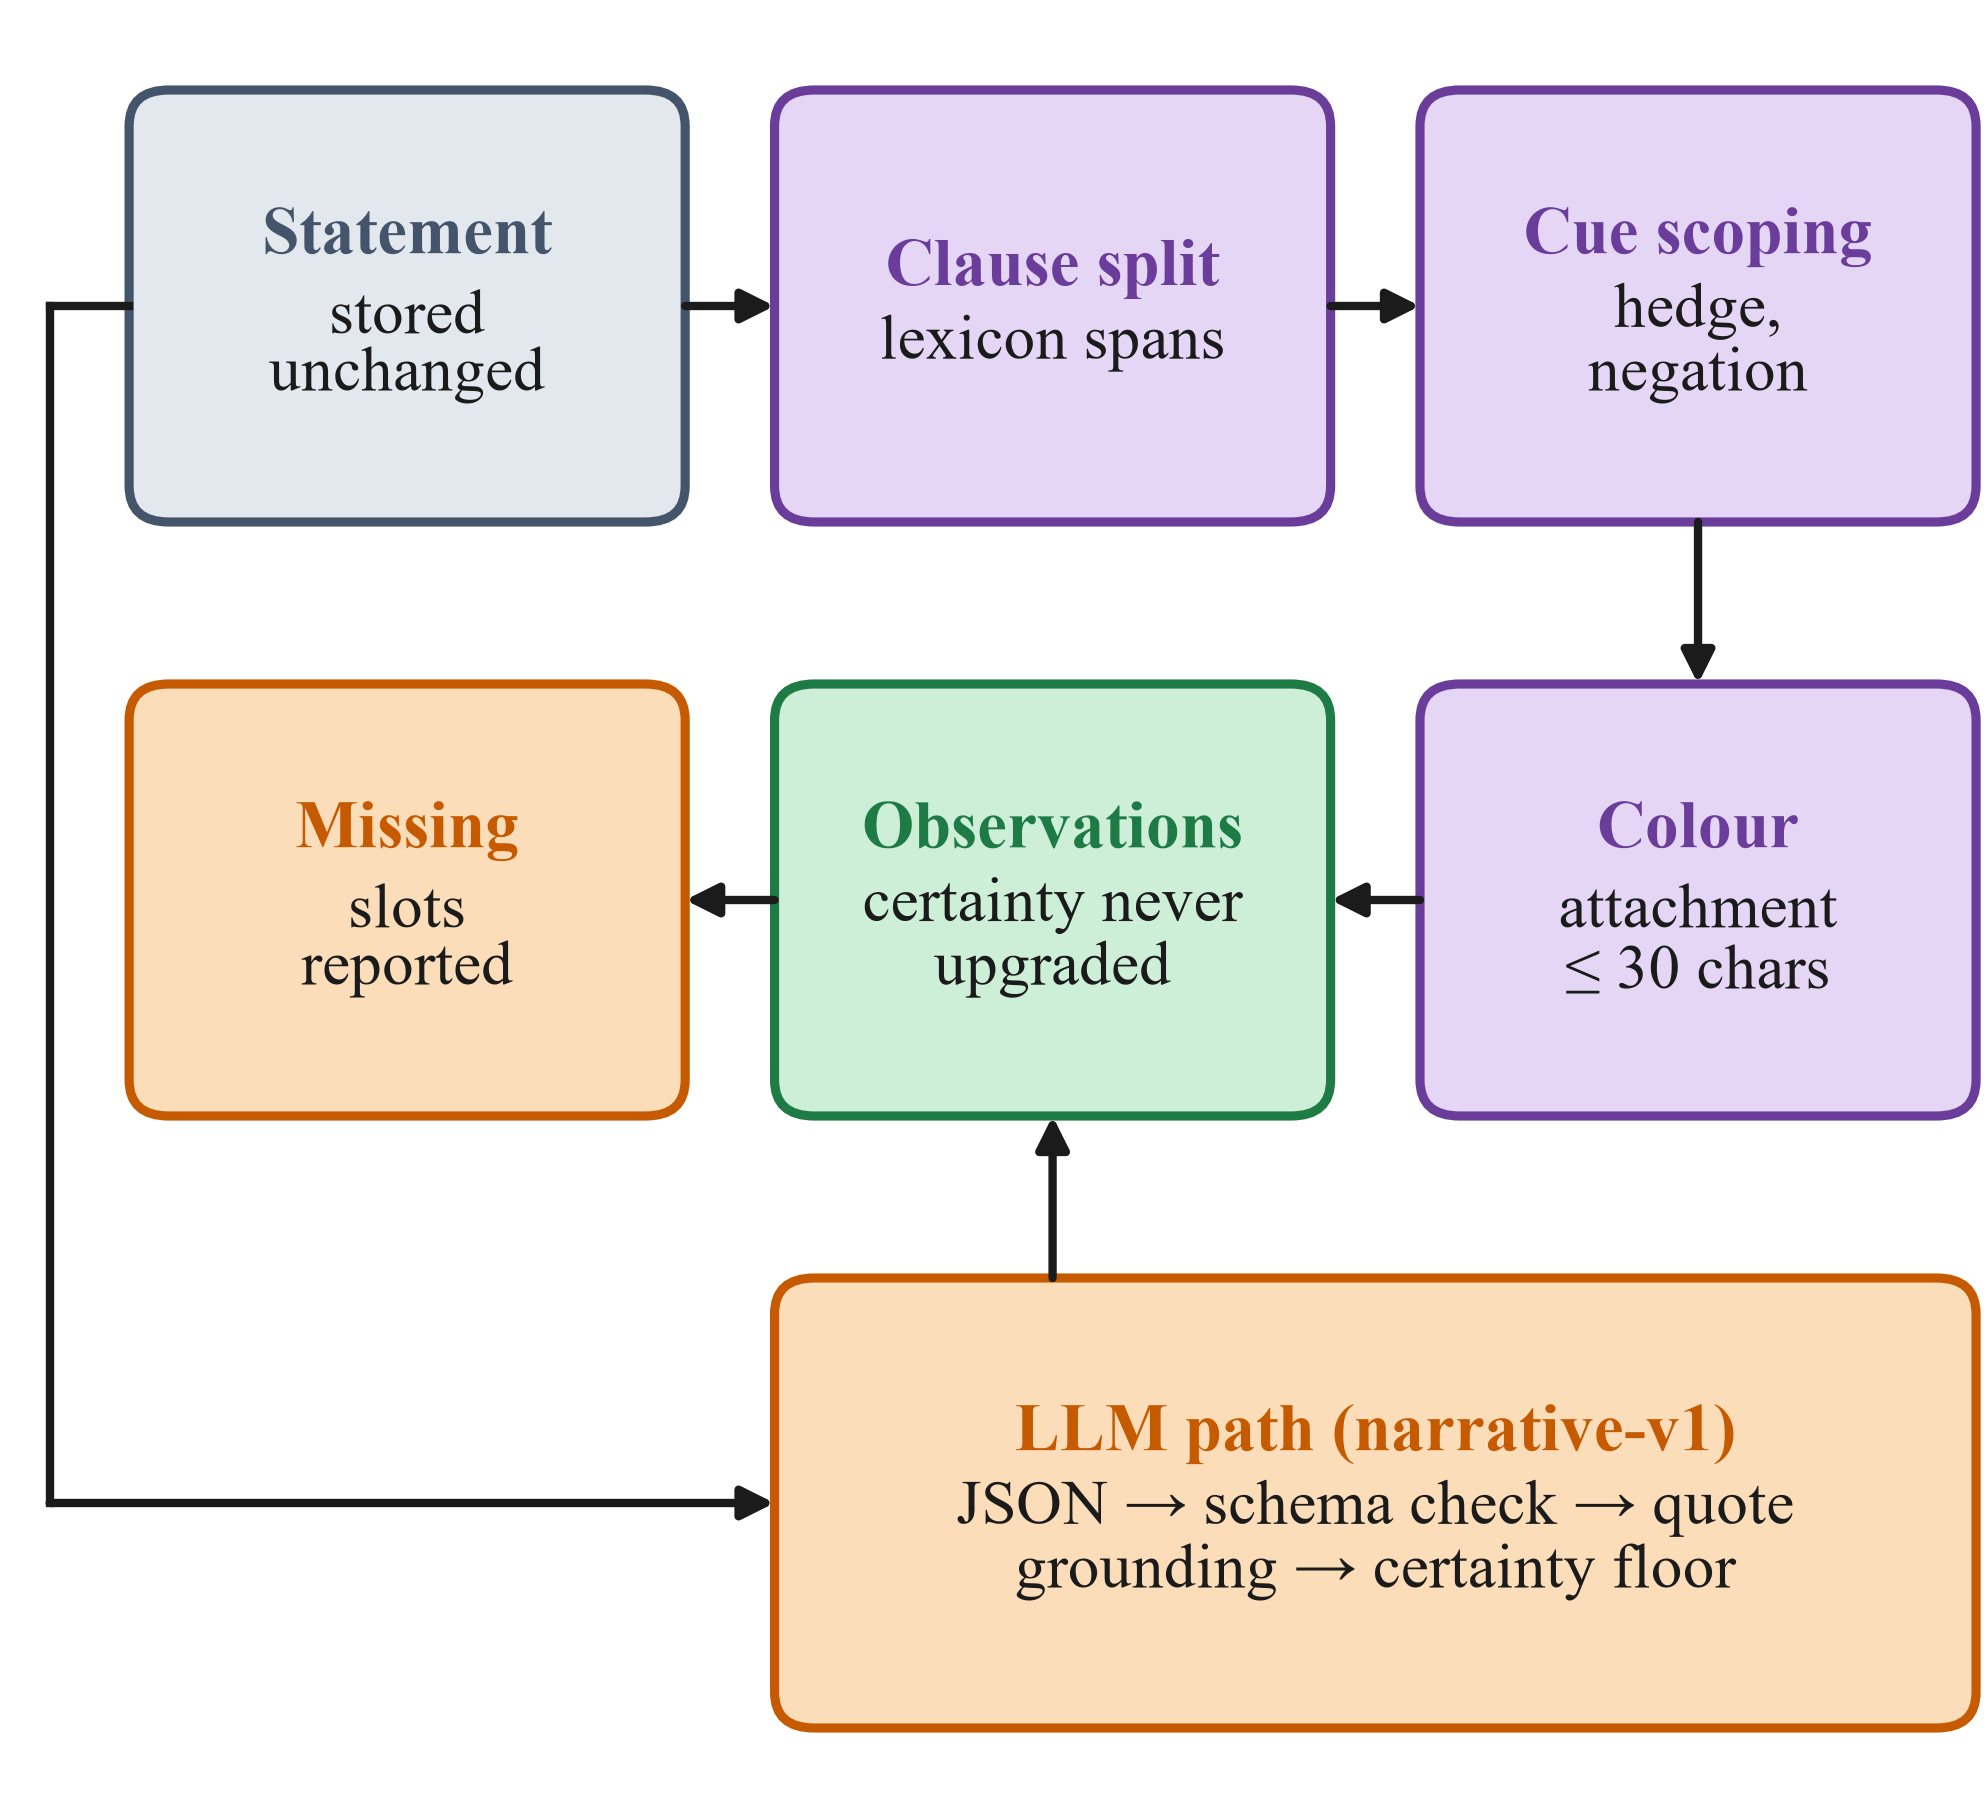 Statement
stored
unchanged
Clause split
lexicon spans
Cue scoping
hedge,
negation
Missing
slots
reported
Observations
certainty never
upgraded
Colour
attachment
≤ 30 chars
LLM path (narrative-v1)
JSON → schema check → quote
grounding → certainty floor